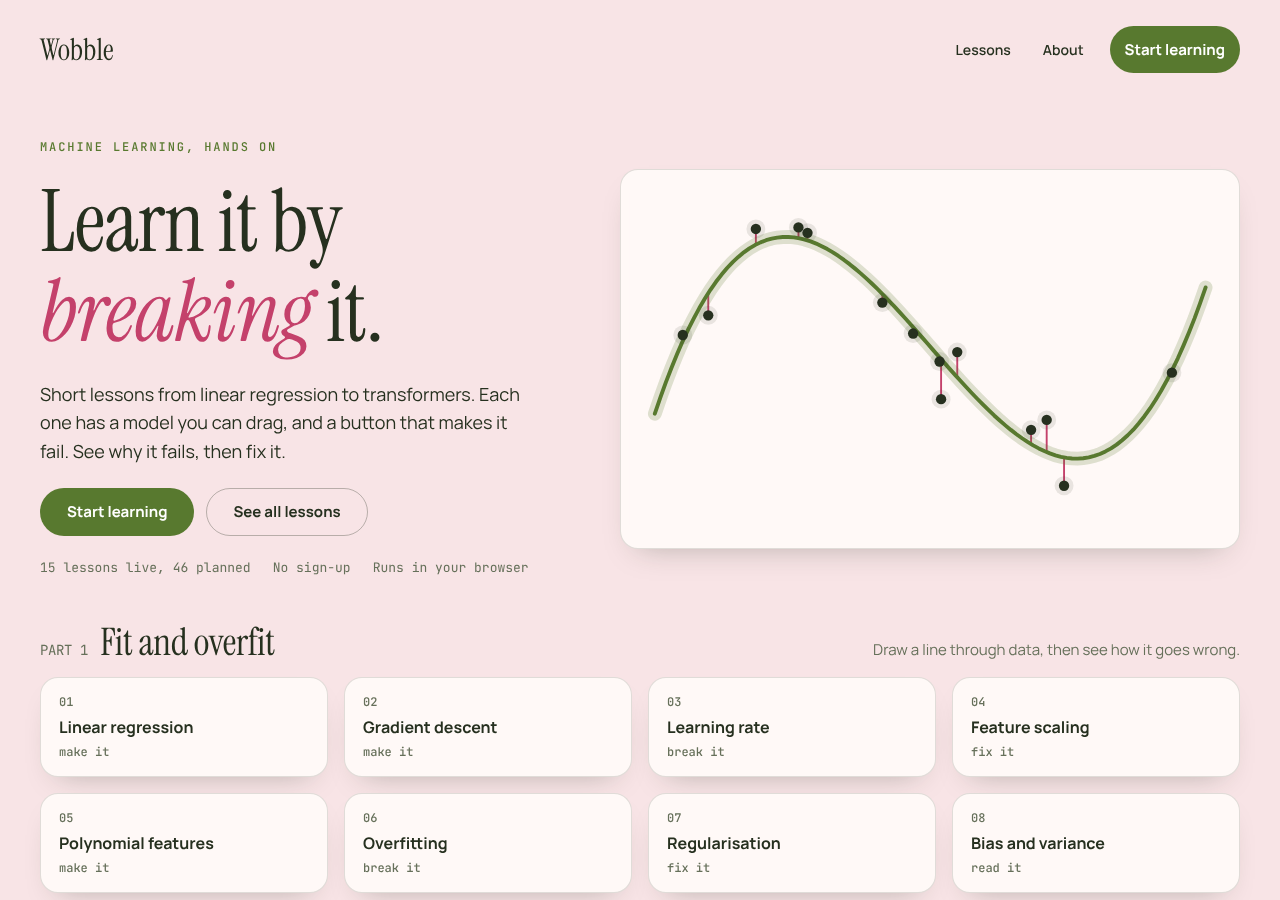 Wobble
Lessons
About
Start learning
MACHINE LEARNING, HANDS ON
Learn it by
breaking it.
Short lessons from linear regression to transformers. Each
one has a model you can drag, and a button that makes it
fail. See why it fails, then fix it.
Start learning
See all lessons
15 lessons live, 46 planned
No sign-up
Runs in your browser
PART 1
Fit and overfit
Draw a line through data, then see how it goes wrong.
01
Linear regression
make it
02
Gradient descent
make it
03
Learning rate
break it
04
Feature scaling
fix it
05
Polynomial features
make it
06
Overfitting
break it
07
Regularisation
fix it
08
Bias and variance
read it